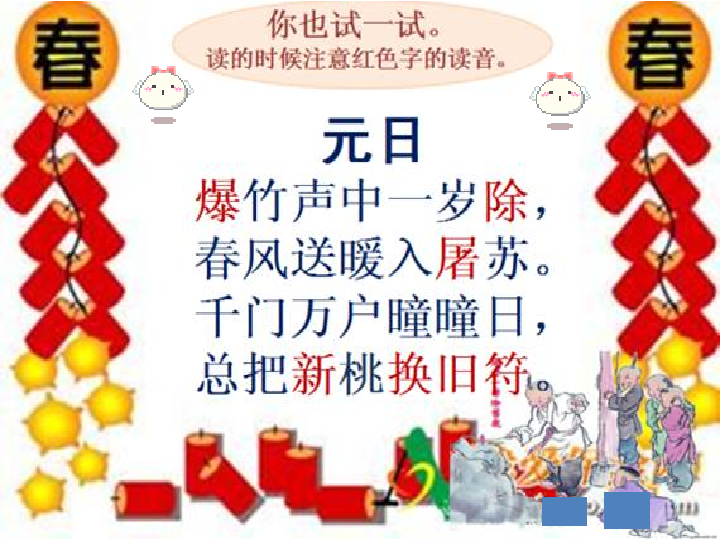 春
春
你也试一试。
读的时候注意红色字的读音。
元日
爆竹声中一岁除，
春风送暖入屠苏。
千门万户曈曈日，
总把新桃换旧符。